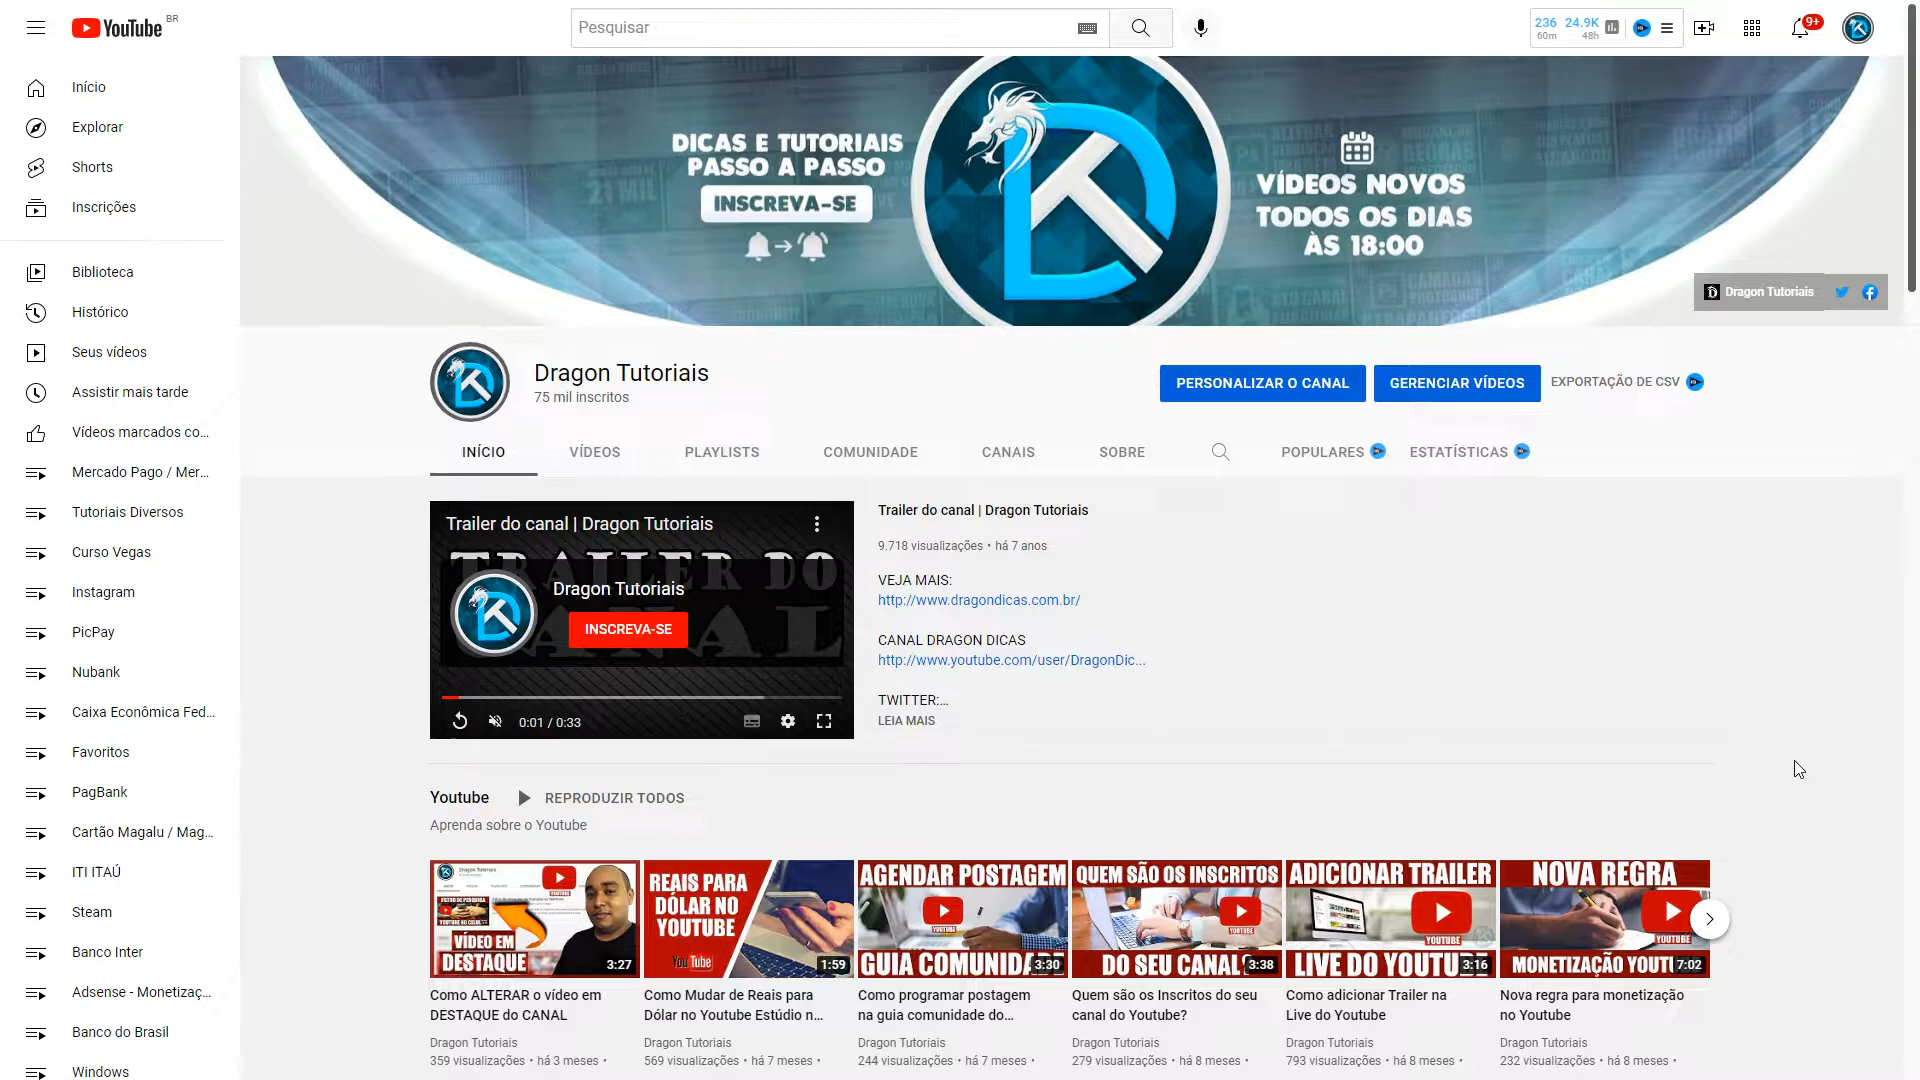 YouTube BR
Pesquisar
236 24.9K
60m 48h
9+
Início
Explorar
Shorts
Inscrições
Biblioteca
Histórico
Seus vídeos
Assistir mais tarde
Vídeos marcados co...
Mercado Pago / Mer...
Tutoriais Diversos
Curso Vegas
Instagram
PicPay
Nubank
Caixa Econômica Fed...
Favoritos
PagBank
Cartão Magalu / Mag...
ITI ITAÚ
Steam
Banco Inter
Adsense - Monetizaç...
Banco do Brasil
Windows
DICAS E TUTORIAIS
PASSO A PASSO
INSCREVA-SE
VÍDEOS NOVOS
TODOS OS DIAS
ÀS 18:00
Dragon Tutoriais
Dragon Tutoriais
75 mil inscritos
PERSONALIZAR O CANAL
GERENCIAR VÍDEOS
EXPORTAÇÃO DE CSV
INÍCIO
VÍDEOS
PLAYLISTS
COMUNIDADE
CANAIS
SOBRE
POPULARES
ESTATÍSTICAS
Trailer do canal | Dragon Tutoriais
TRAILER DO
CANAL
Dragon Tutoriais
INSCREVA-SE
0:01 / 0:33
Trailer do canal | Dragon Tutoriais
9.718 visualizações • há 7 anos
VEJA MAIS:
http://www.dragondicas.com.br/
CANAL DRAGON DICAS
http://www.youtube.com/user/DragonDic...
TWITTER:...
LEIA MAIS
Youtube
REPRODUZIR TODOS
Aprenda sobre o Youtube
VÍDEO EM
DESTAQUE
3:27
Como ALTERAR o vídeo em
DESTAQUE do CANAL
Dragon Tutoriais
359 visualizações • há 3 meses •
REAIS PARA
DÓLAR NO
YOUTUBE
YouTube
1:59
Como Mudar de Reais para
Dólar no Youtube Estúdio n...
Dragon Tutoriais
569 visualizações • há 7 meses •
AGENDAR POSTAGEM
YOUTUBE
GUIA COMUNIDA
3:30
Como programar postagem
na guia comunidade do...
Dragon Tutoriais
244 visualizações • há 7 meses •
QUEM SÃO OS INSCRITOS
YOUTUBE
DO SEU CANAL
3:38
Quem são os Inscritos do seu
canal do Youtube?
Dragon Tutoriais
279 visualizações • há 8 meses •
ADICIONAR TRAILER
YOUTUBE
LIVE DO YOUTU
3:16
Como adicionar Trailer na
Live do Youtube
Dragon Tutoriais
793 visualizações • há 8 meses •
NOVA REGRA
YOUTUBE
MONETIZAÇÃO YOUT
7:02
Nova regra para monetização
no Youtube
Dragon Tutoriais
232 visualizações • há 8 meses •